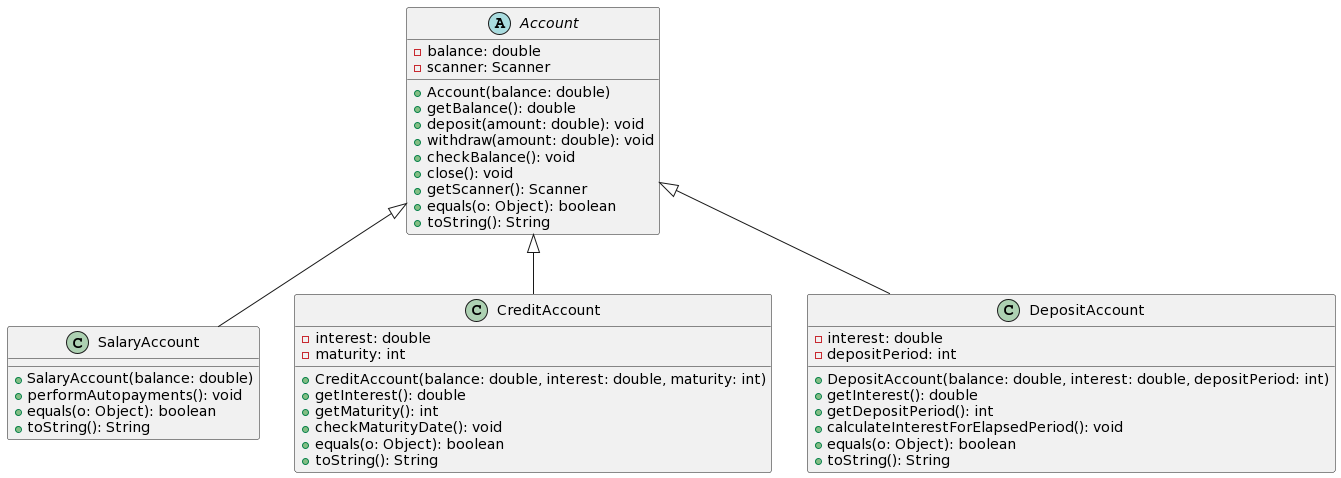 A Account
balance: double
scanner: Scanner
Account(balance: double)
getBalance(): double
deposit(amount: double): void
withdraw(amount: double): void
checkBalance(): void
close(): void
getScanner(): Scanner
equals(o: Object): boolean
toString(): String
C SalaryAccount
SalaryAccount(balance: double)
performAutopayments(): void
equals(o: Object): boolean
toString(): String
C CreditAccount
interest: double
maturity: int
CreditAccount(balance: double, interest: double, maturity: int)
getInterest(): double
getMaturity(): int
checkMaturityDate(): void
equals(o: Object): boolean
toString(): String
C DepositAccount
interest: double
depositPeriod: int
DepositAccount(balance: double, interest: double, depositPeriod: int)
getInterest(): double
getDepositPeriod(): int
calculateInterestForElapsedPeriod(): void
equals(o: Object): boolean
toString(): String